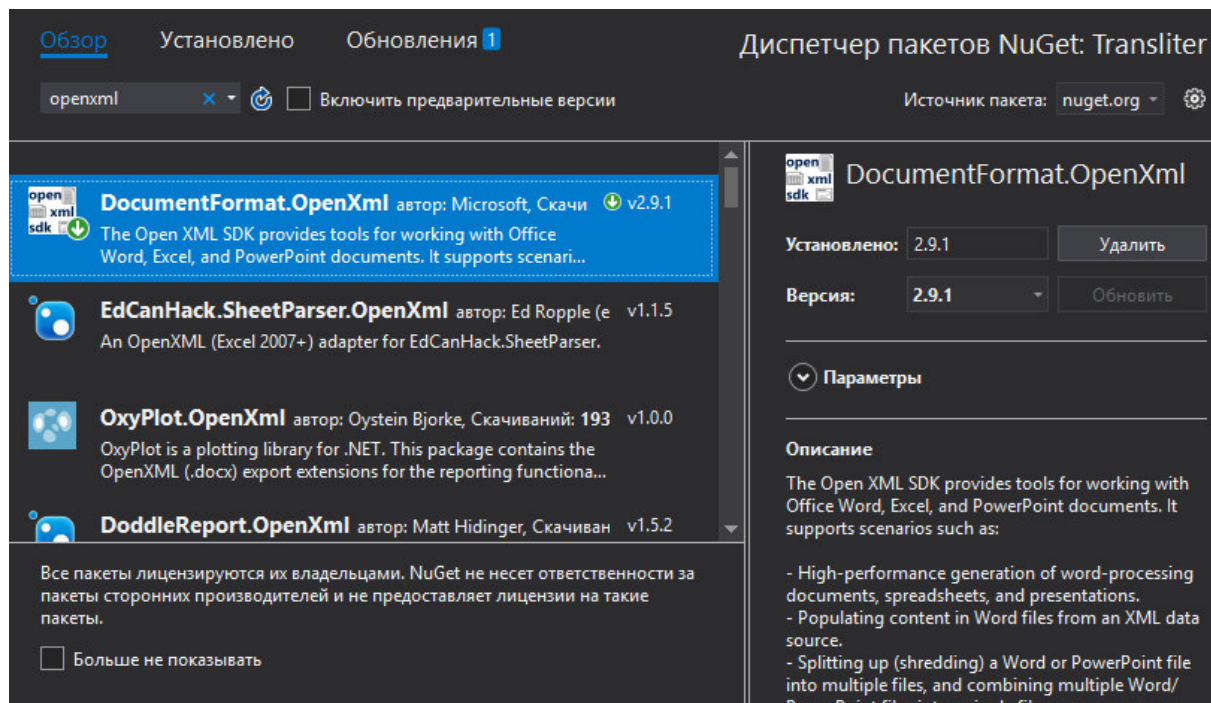 Обзор Установлено Обновления 1
Диспетчер пакетов NuGet: Transliter
openxml Включить предварительные версии
Источник пакета: nuget.org
open xml sdk
DocumentFormat.OpenXml автор: Microsoft, Скачи v2.9.1
The Open XML SDK provides tools for working with Office
Word, Excel, and PowerPoint documents. It supports scenari...
EdCanHack.SheetParser.OpenXml автор: Ed Ropple (e v1.1.5
An OpenXML (Excel 2007+) adapter for EdCanHack.SheetParser.
OxyPlot.OpenXml автор: Oystein Bjorke, Скачиваний: 193 v1.0.0
OxyPlot is a plotting library for .NET. This package contains the
OpenXML (.docx) export extensions for the reporting functiona...
DoddleReport.OpenXml автор: Matt Hidinger, Скачиван v1.5.2
Все пакеты лицензируются их владельцами. NuGet не несет ответственности за
пакеты сторонних производителей и не предоставляет лицензии на такие
пакеты.
Больше не показывать
open xml sdk
DocumentFormat.OpenXml
Установлено: 2.9.1 Удалить
Версия: 2.9.1 Обновить
Параметры
Описание
The Open XML SDK provides tools for working with
Office Word, Excel, and PowerPoint documents. It
supports scenarios such as:
- High-performance generation of word-processing
documents, spreadsheets, and presentations.
- Populating content in Word files from an XML data
source.
- Splitting up (shredding) a Word or PowerPoint file
into multiple files, and combining multiple Word/